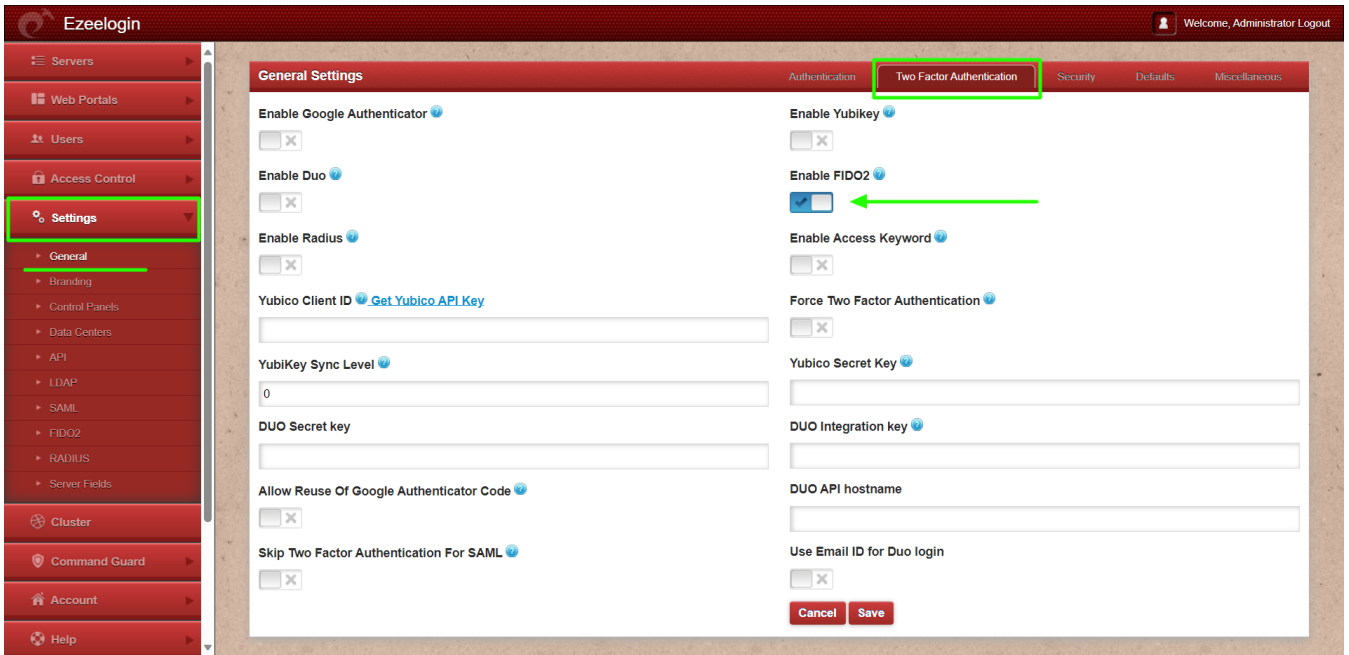 Ezeelogin
Welcome, Administrator Logout
Servers
Web Portals
Users
Access Control
Settings
General
Branding
Control Panels
Data Centers
API
LDAP
SAML
FIDO2
RADIUS
Server Fields
Cluster
Command Guard
Account
Help
General Settings
Authentication
Two Factor Authentication
Security
Defaults
Miscellaneous
Enable Google Authenticator
Enable Yubikey
Enable Duo
Enable FIDO2
Enable Radius
Enable Access Keyword
Yubico Client ID Get Yubico API Key
Force Two Factor Authentication
YubiKey Sync Level
0
Yubico Secret Key
DUO Secret key
DUO Integration key
Allow Reuse Of Google Authenticator Code
DUO API hostname
Skip Two Factor Authentication For SAML
Use Email ID for Duo login
Cancel
Save